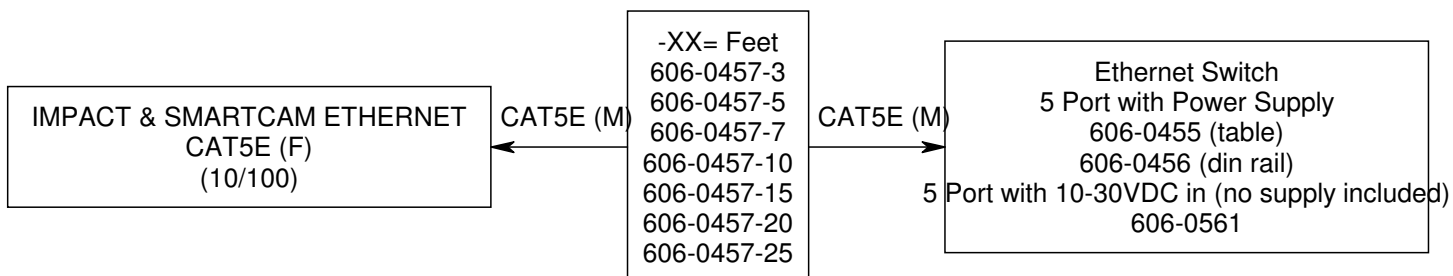 IMPACT & SMARTCAM ETHERNET
CAT5E (F)
(10/100)
CAT5E (M)
-XX= Feet
606-0457-3
606-0457-5
606-0457-7
606-0457-10
606-0457-15
606-0457-20
606-0457-25
CAT5E (M)
Ethernet Switch
5 Port with Power Supply
606-0455 (table)
606-0456 (din rail)
5 Port with 10-30VDC in (no supply included)
606-0561